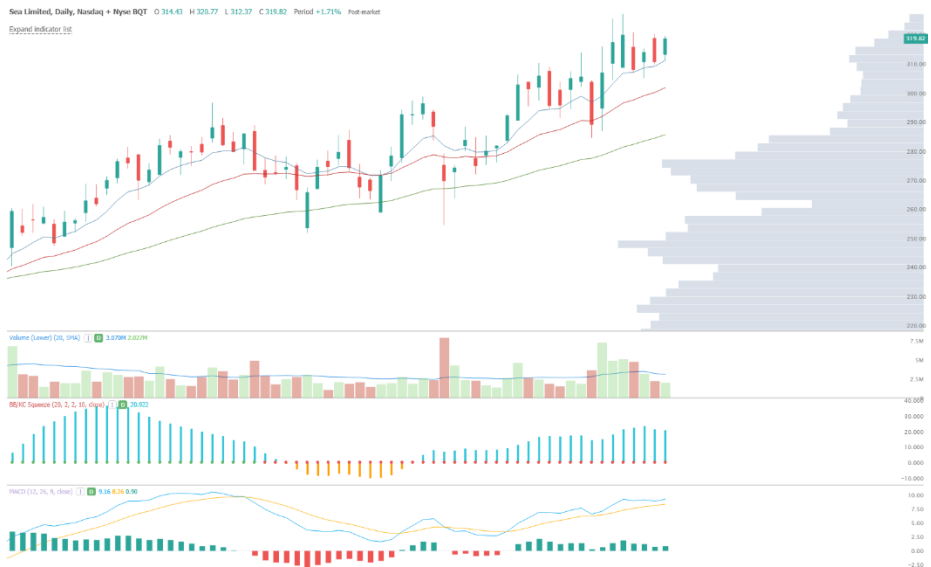 Sea Limited, Daily, Nasdaq + Nyse BQT O 314.43 H 320.77 L 312.37 C 319.82 Period +1.71% Post-market
Expand indicator list
319.82
310.00
300.00
290.00
280.00
270.00
260.00
250.00
240.00
230.00
220.00
Volume (Lower) (20, SMA) D 3.070M 2.022M
7.5M
5M
2.5M
BB/KC Squeeze (20, 2, 2, 10, close) D 20.922
40.000
30.000
20.000
10.000
0.000
-10.000
MACD (12, 26, 9, close) D 9.16 8.26 0.90
10.00
7.50
5.00
2.50
0.00
-2.50